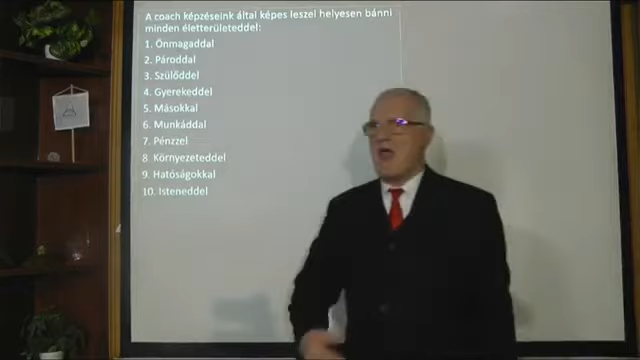 A coach képzéseink által képes leszel helyesen bánni
minden életterületeddel:
1. Önmagaddal
2. Pároddal
3. Szülőddel
4. Gyerekeddel
5. Másokkal
6. Munkáddal
7. Pénzzel
8. Környezeteddel
9. Hatóságokkal
10. Isteneddel